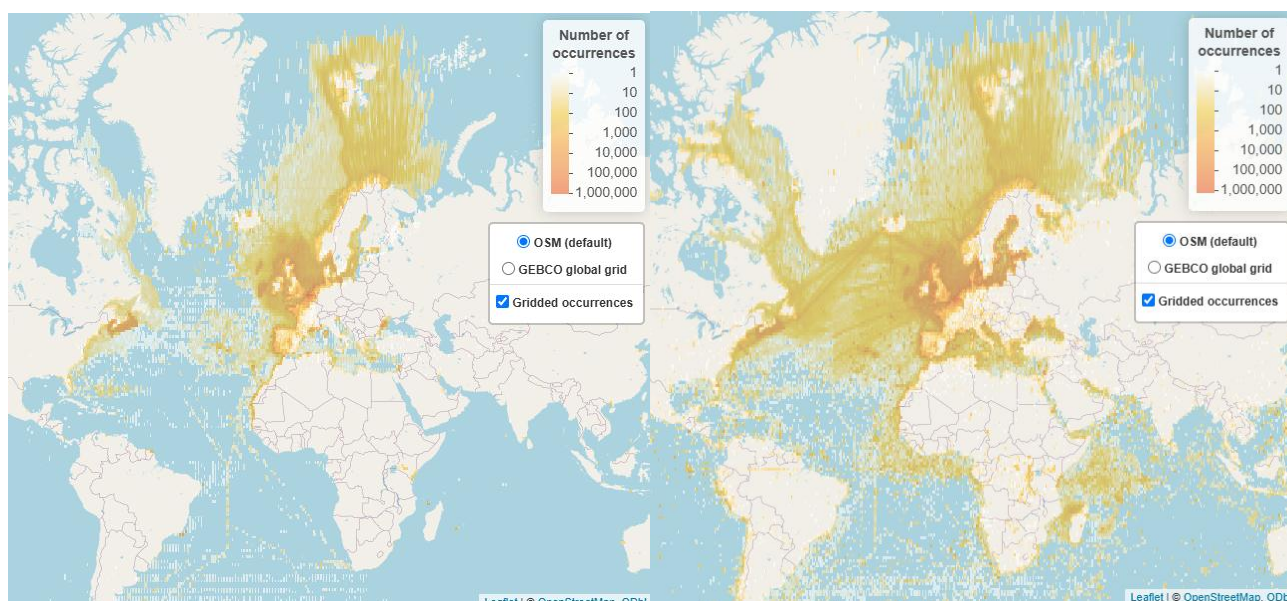 Number of
occurrences
1
10
100
1,000
10,000
100,000
1,000,000
OSM (default)
GEBCO global grid
Gridded occurrences
Leaflet | © OpenStreetMap, ODbL
Number of
occurrences
1
10
100
1,000
10,000
100,000
1,000,000
OSM (default)
GEBCO global grid
Gridded occurrences
Leaflet | © OpenStreetMap, OD